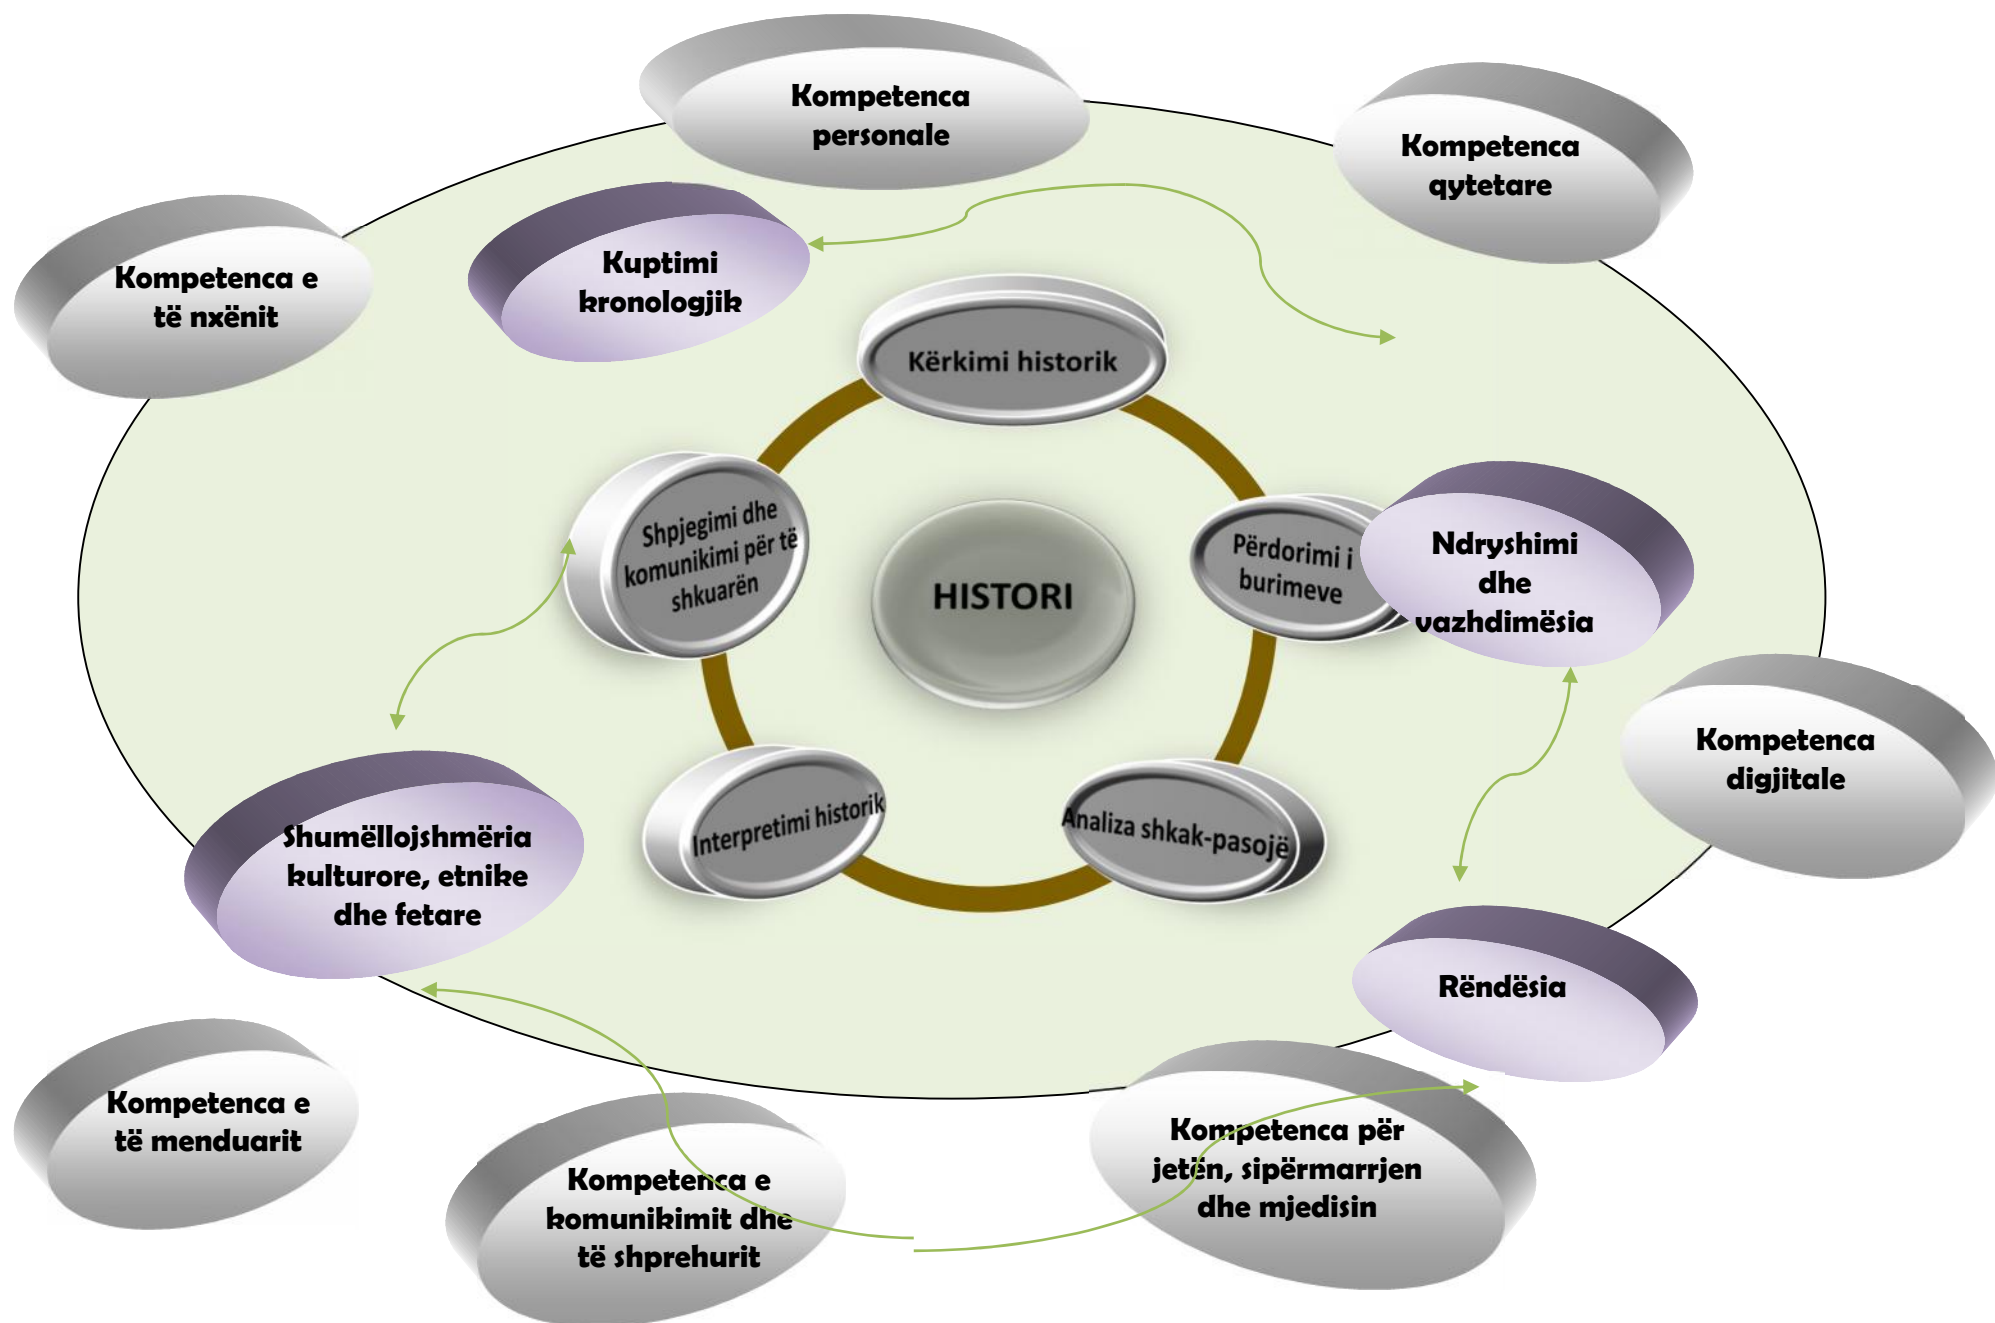 Kompetenca
personale
Kompetenca
qytetare
Kompetenca e
të nxënit
Kuptimi
kronologjik
Kërkimi historik
Shpjegimi dhe
komunikimi për të
shkuarën
HISTORI
Përdorimi i
burimeve
Ndryshimi
dhe
vazhdimësia
Kompetenca
digjitale
Interpretimi historik
Analiza shkak-pasojë
Shumëllojshmëria
kulturore, etnike
dhe fetare
Rëndësia
Kompetenca e
të menduarit
Kompetenca e
komunikimit dhe
të shprehurit
Kompetenca për
jetën, sipërmarrjen
dhe mjedisin